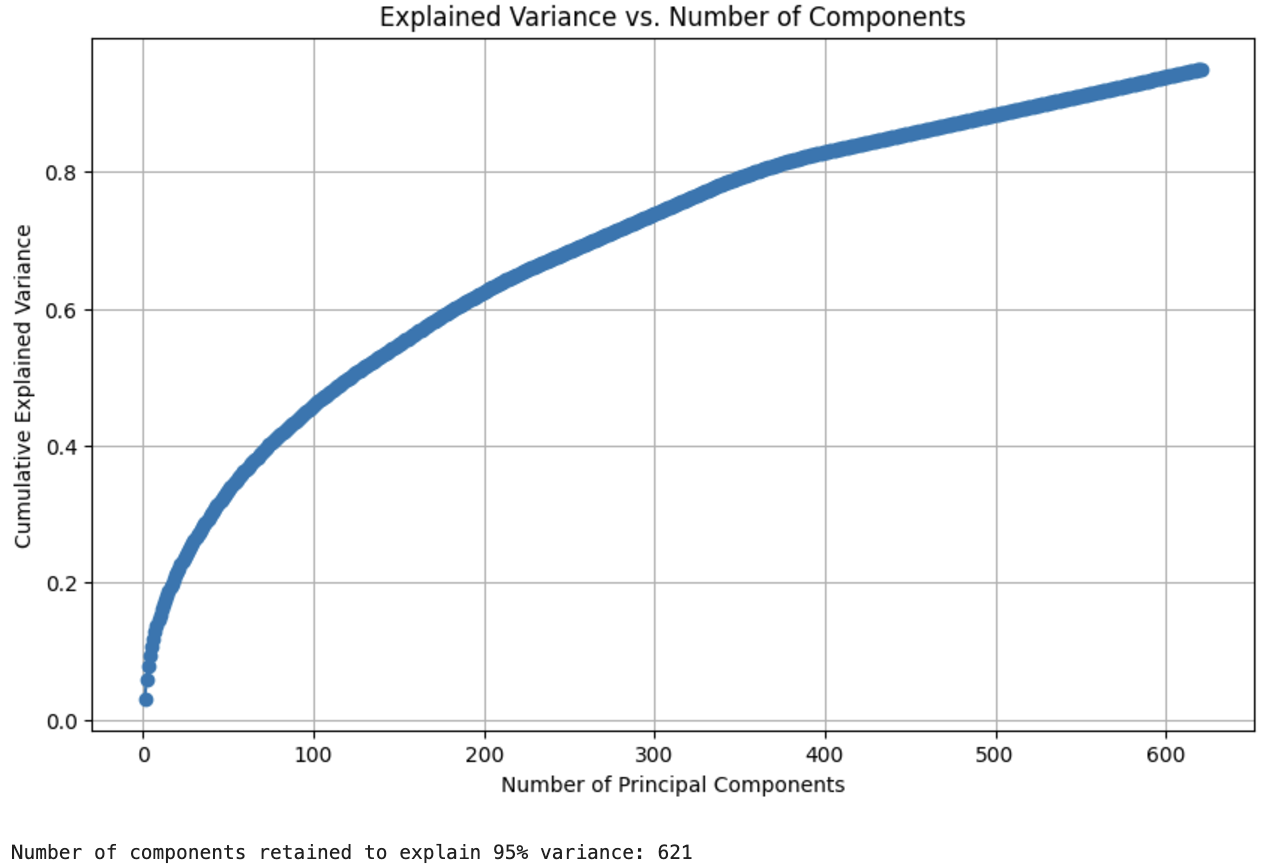 Explained Variance vs. Number of Components
Cumulative Explained Variance
0.8
0.6
0.4
0.2
0.0
0 100 200 300 400 500 600
Number of Principal Components
Number of components retained to explain 95% variance: 621